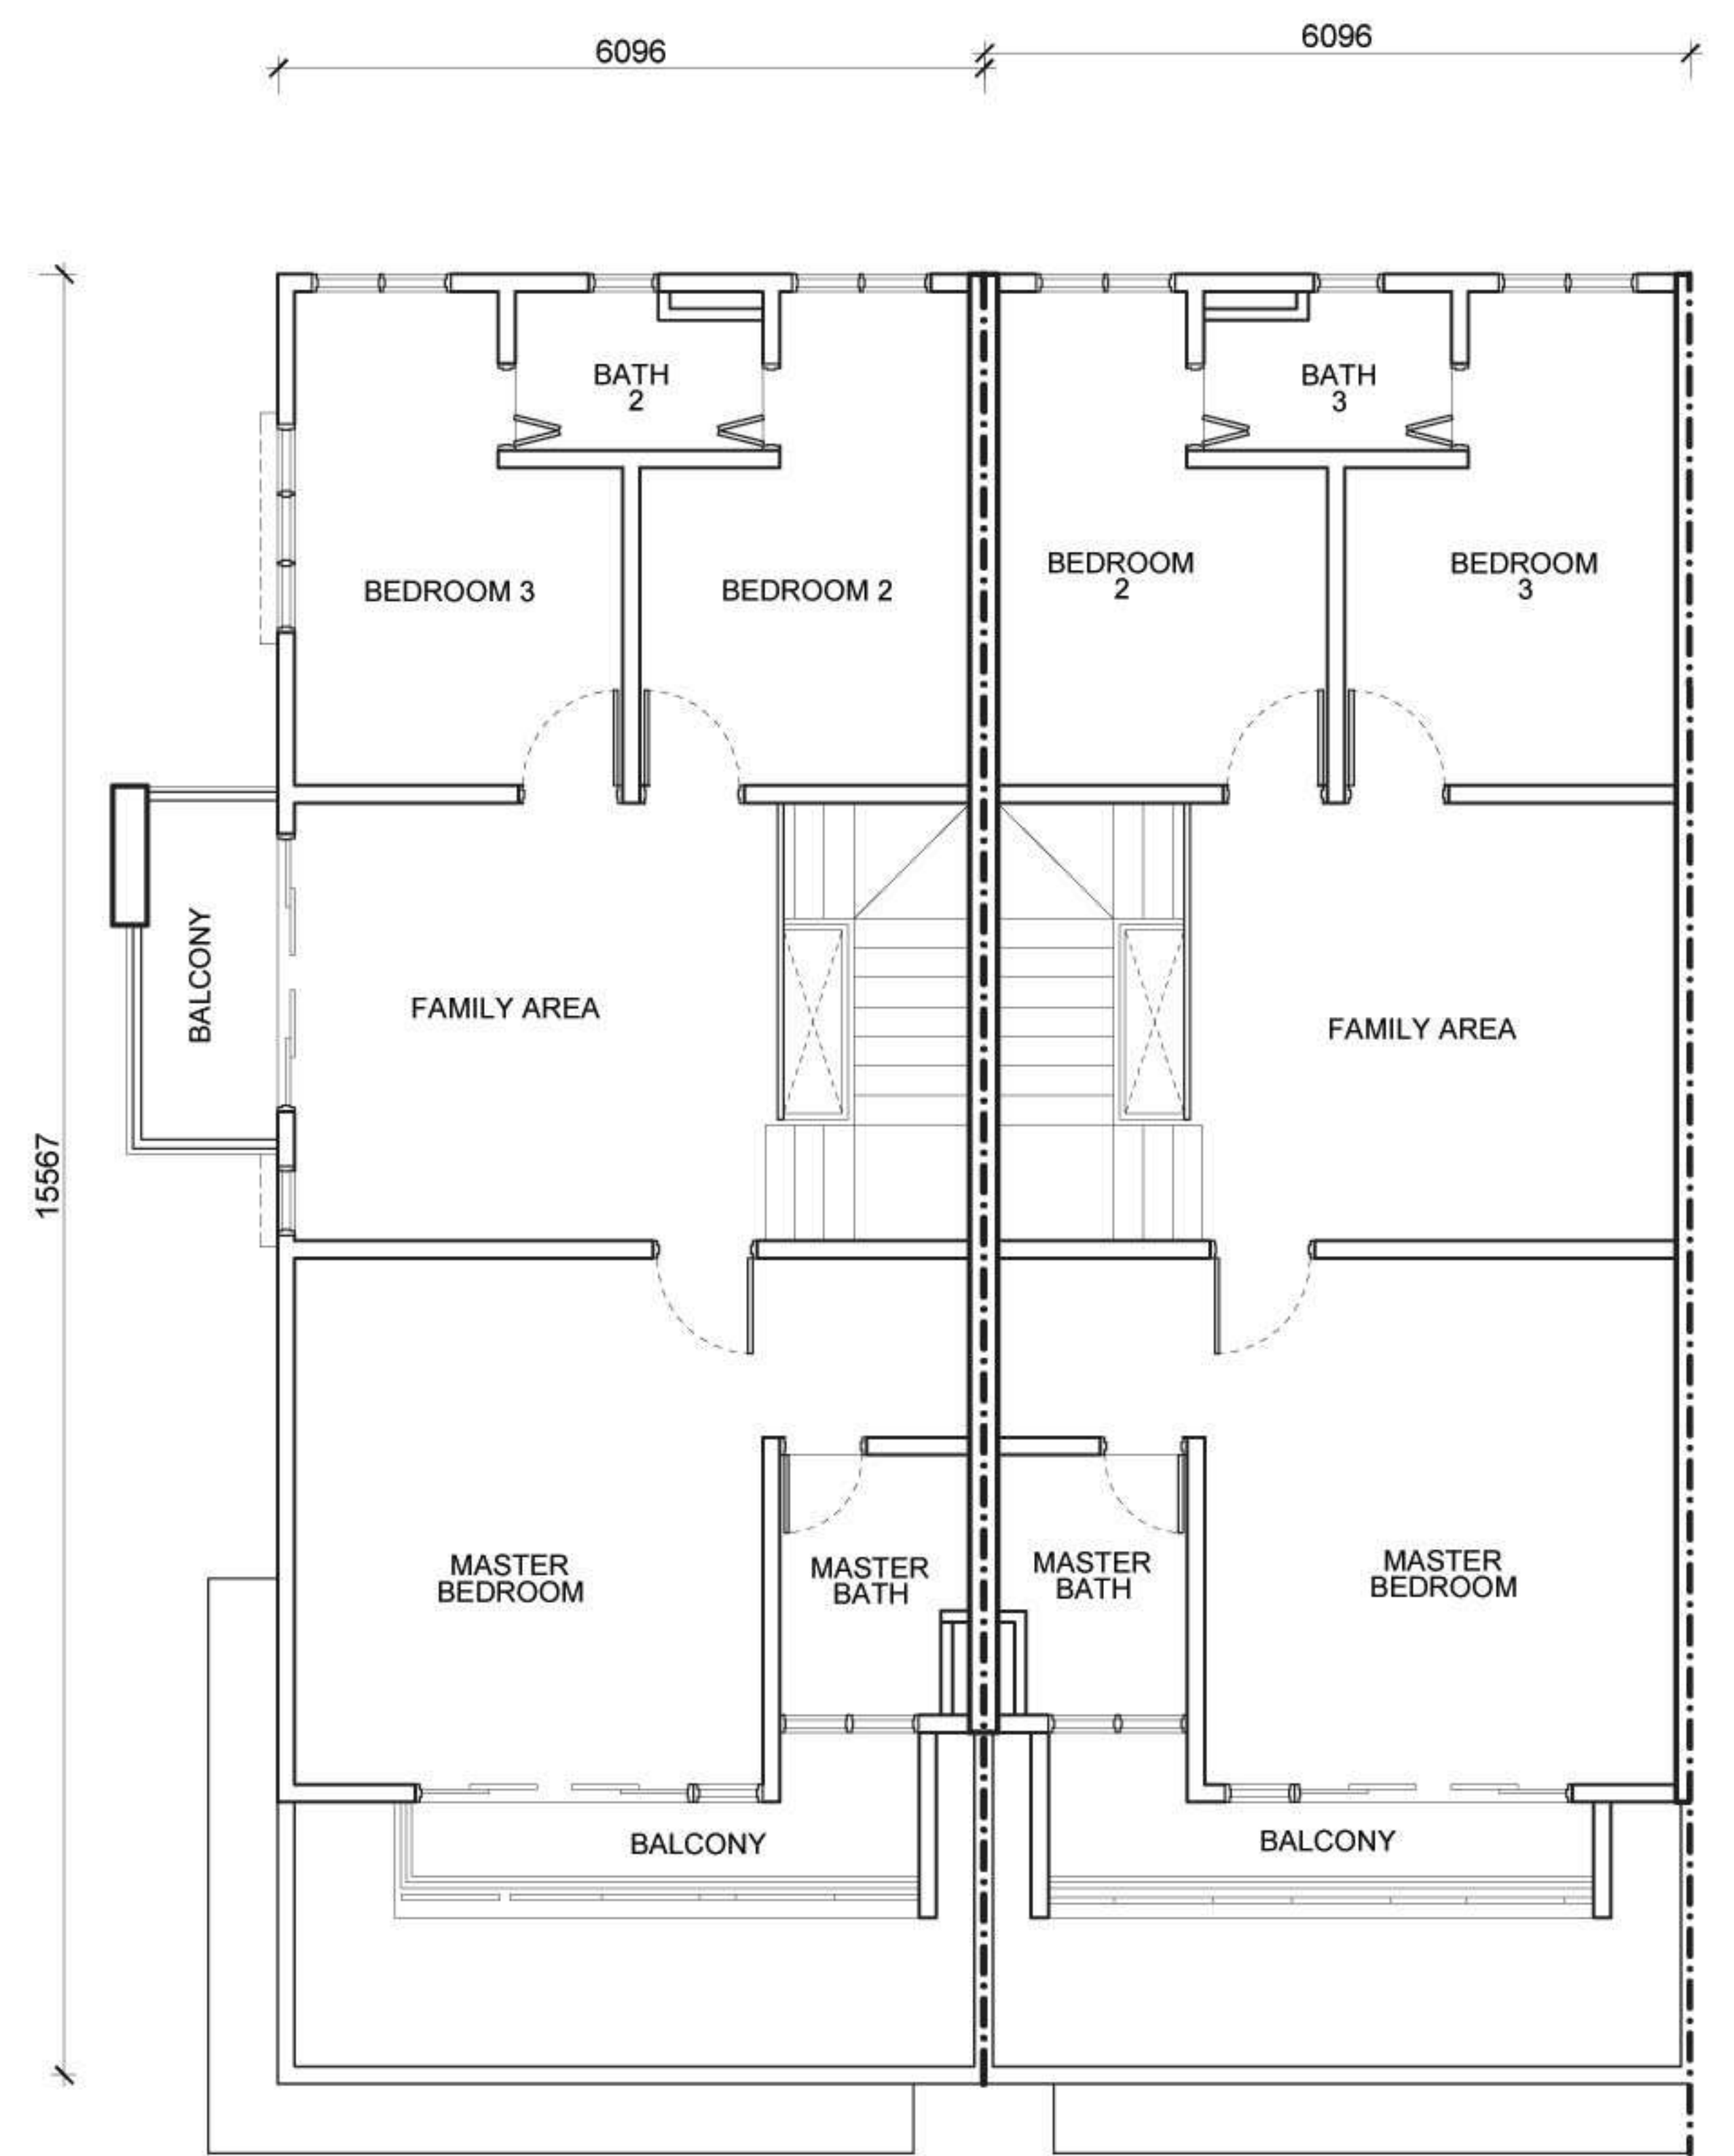 6096
6096
BATH
2
BATH
3
BEDROOM 3
BEDROOM 2
BEDROOM
2
BEDROOM
3
BALCONY
FAMILY AREA
FAMILY AREA
15567
MASTER
BEDROOM
MASTER
BATH
MASTER
BATH
MASTER
BEDROOM
BALCONY
BALCONY